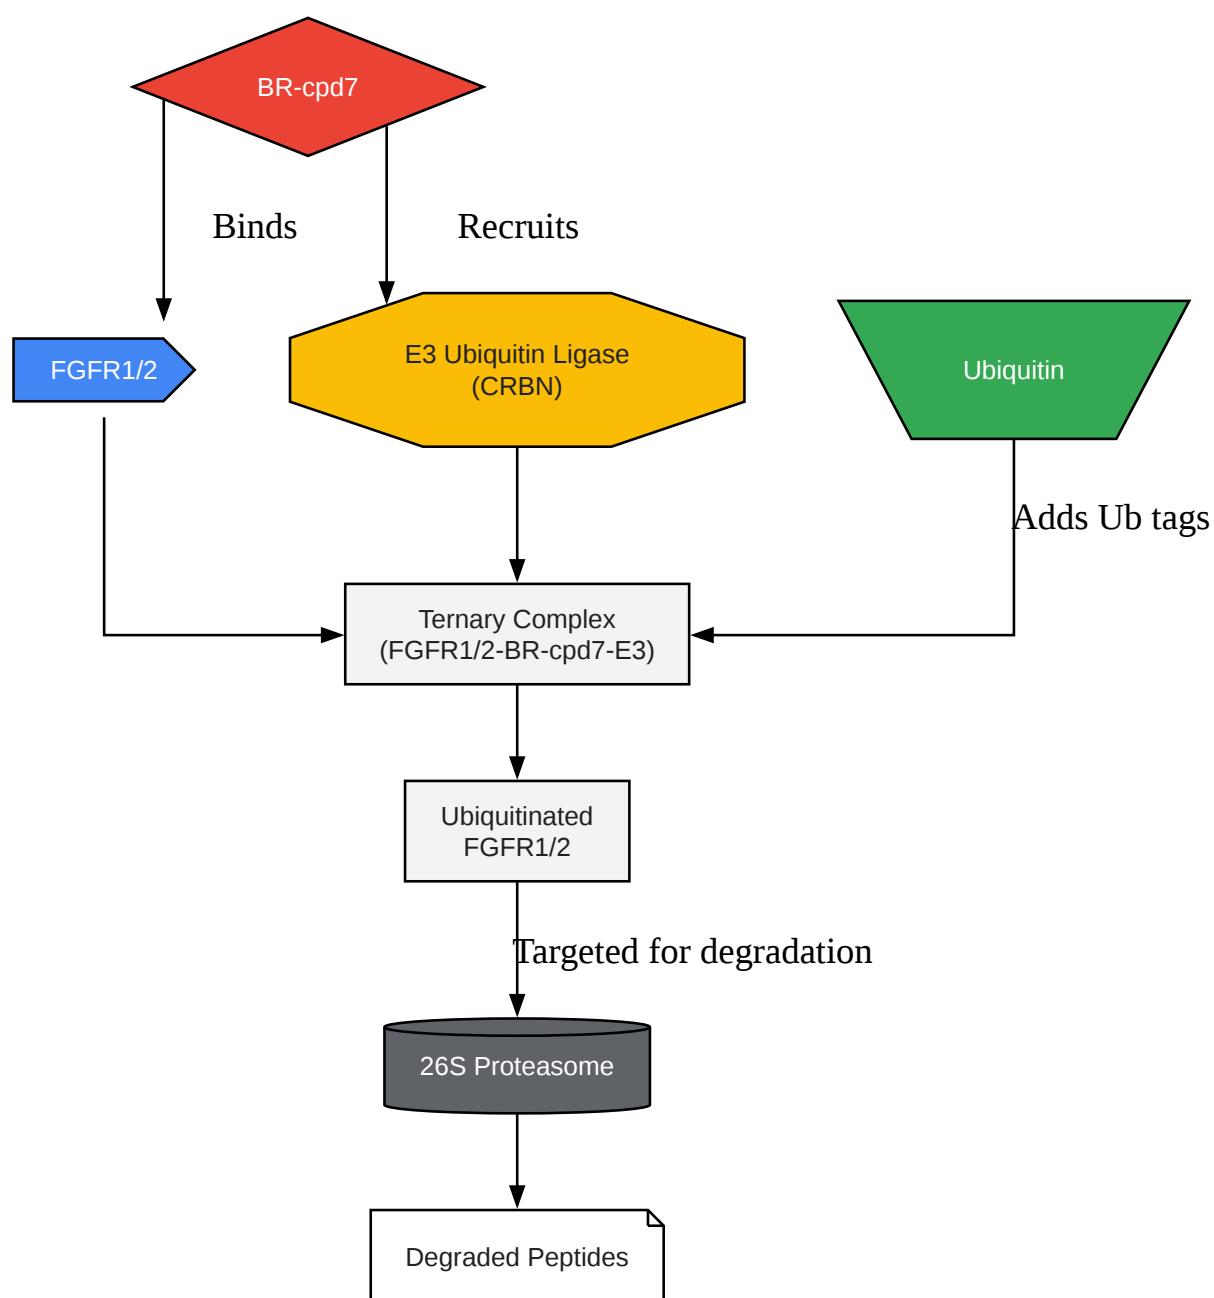 BR-cpd7
Binds
Recruits
FGFR1/2
E3 Ubiquitin Ligase
(CRBN)
Ubiquitin
Adds Ub tags
Ternary Complex
(FGFR1/2-BR-cpd7-E3)
Ubiquitinated
FGFR1/2
Targeted for degradation
26S Proteasome
Degraded Peptides